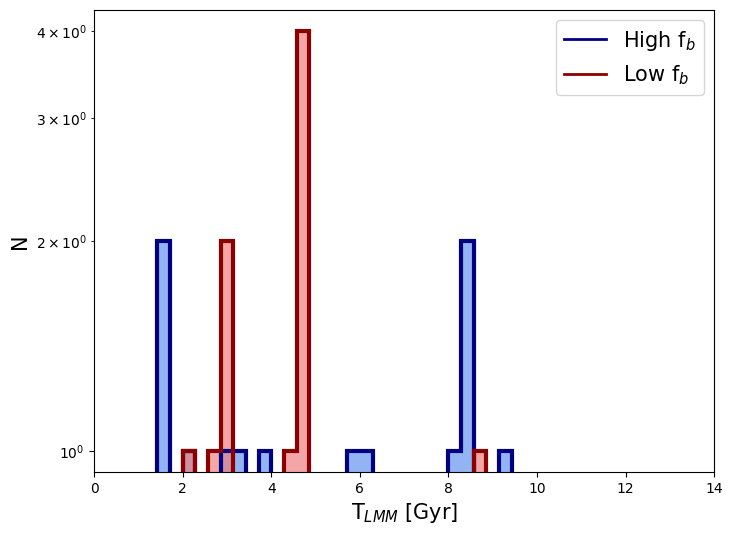 4 × 10⁰
3 × 10⁰
2 × 10⁰
10⁰
N
0 2 4 6 8 10 12 14
T_LMM [Gyr]
High f_b
Low f_b